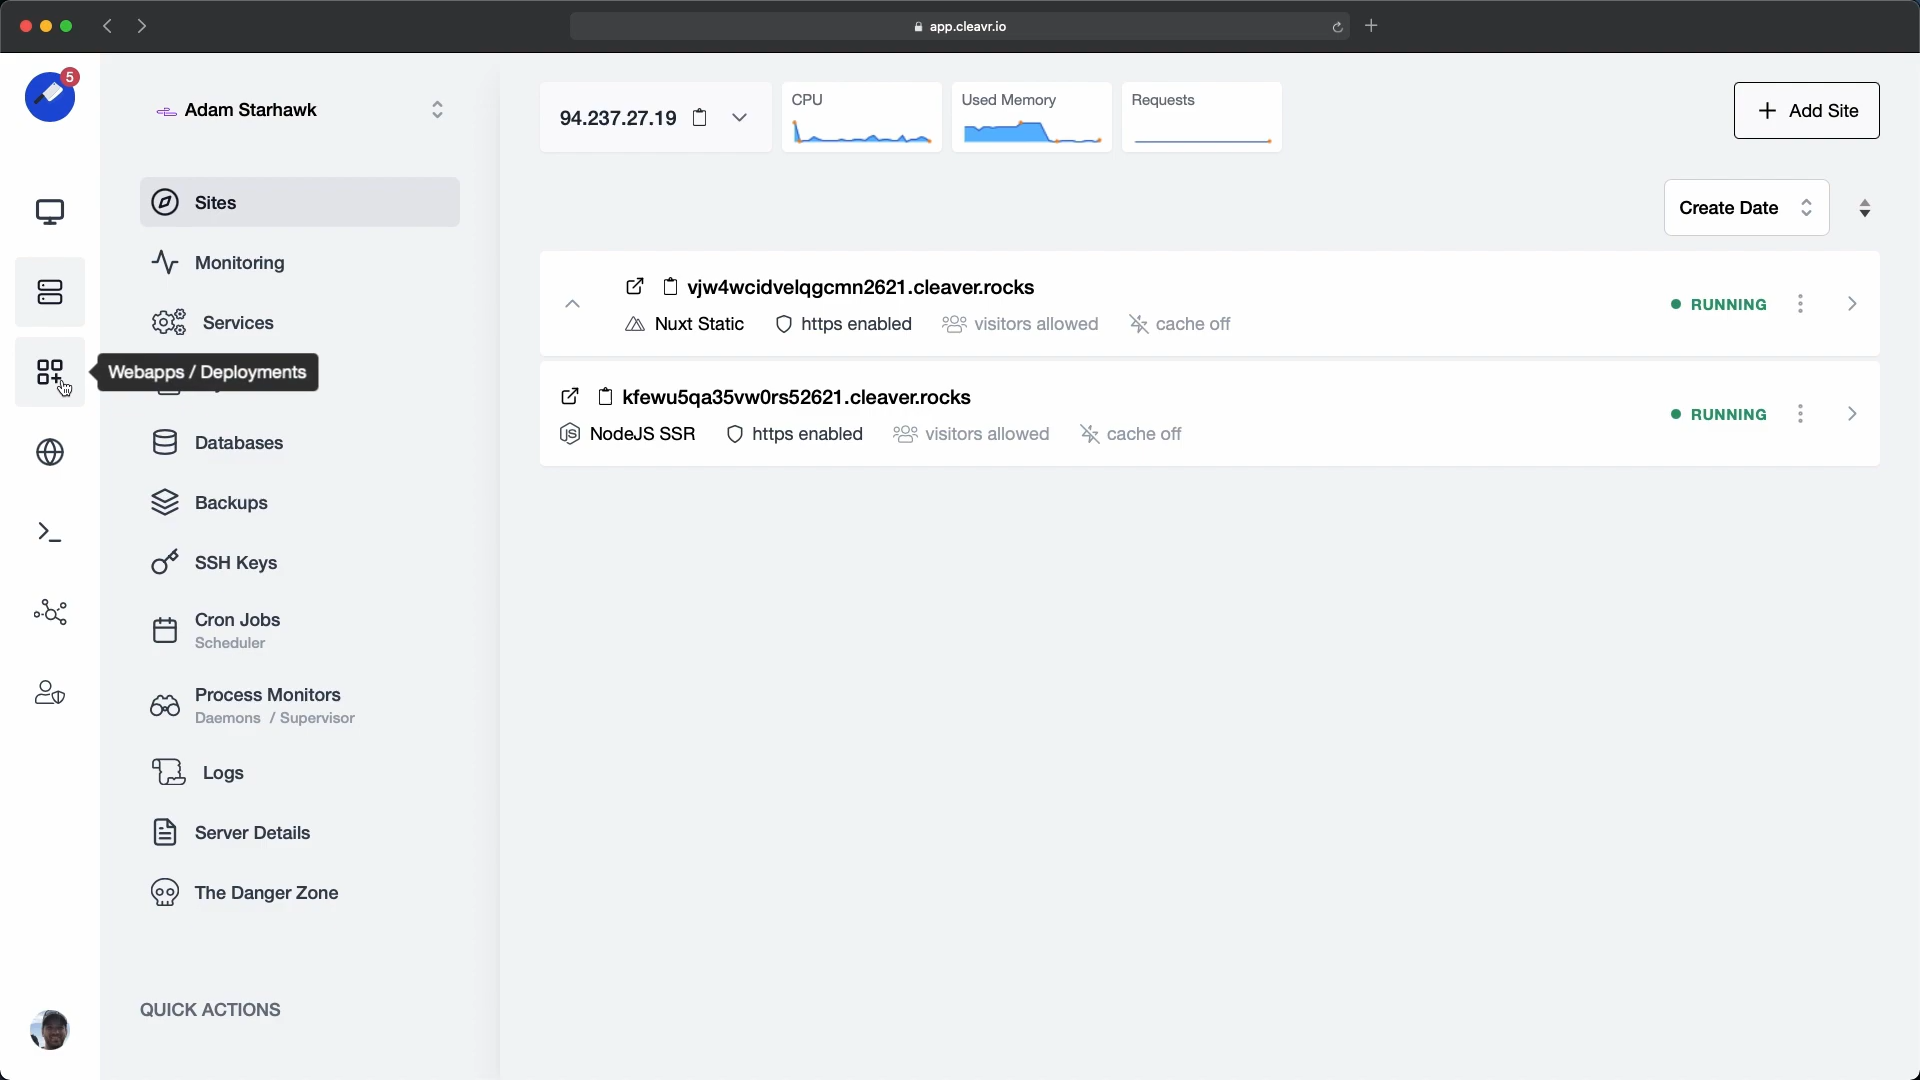 app.cleavr.io
5
Adam Starhawk
94.237.27.19
CPU
Used Memory
Requests
Add Site
Sites
Create Date
Monitoring
vjw4wcidvelqgcmn2621.cleaver.rocks
Nuxt Static
https enabled
visitors allowed
cache off
RUNNING
Services
Webapps / Deployments
kfewu5qa35vw0rs52621.cleaver.rocks
NodeJS SSR
https enabled
visitors allowed
cache off
RUNNING
Databases
Backups
SSH Keys
Cron Jobs
Scheduler
Process Monitors
Daemons / Supervisor
Logs
Server Details
The Danger Zone
QUICK ACTIONS